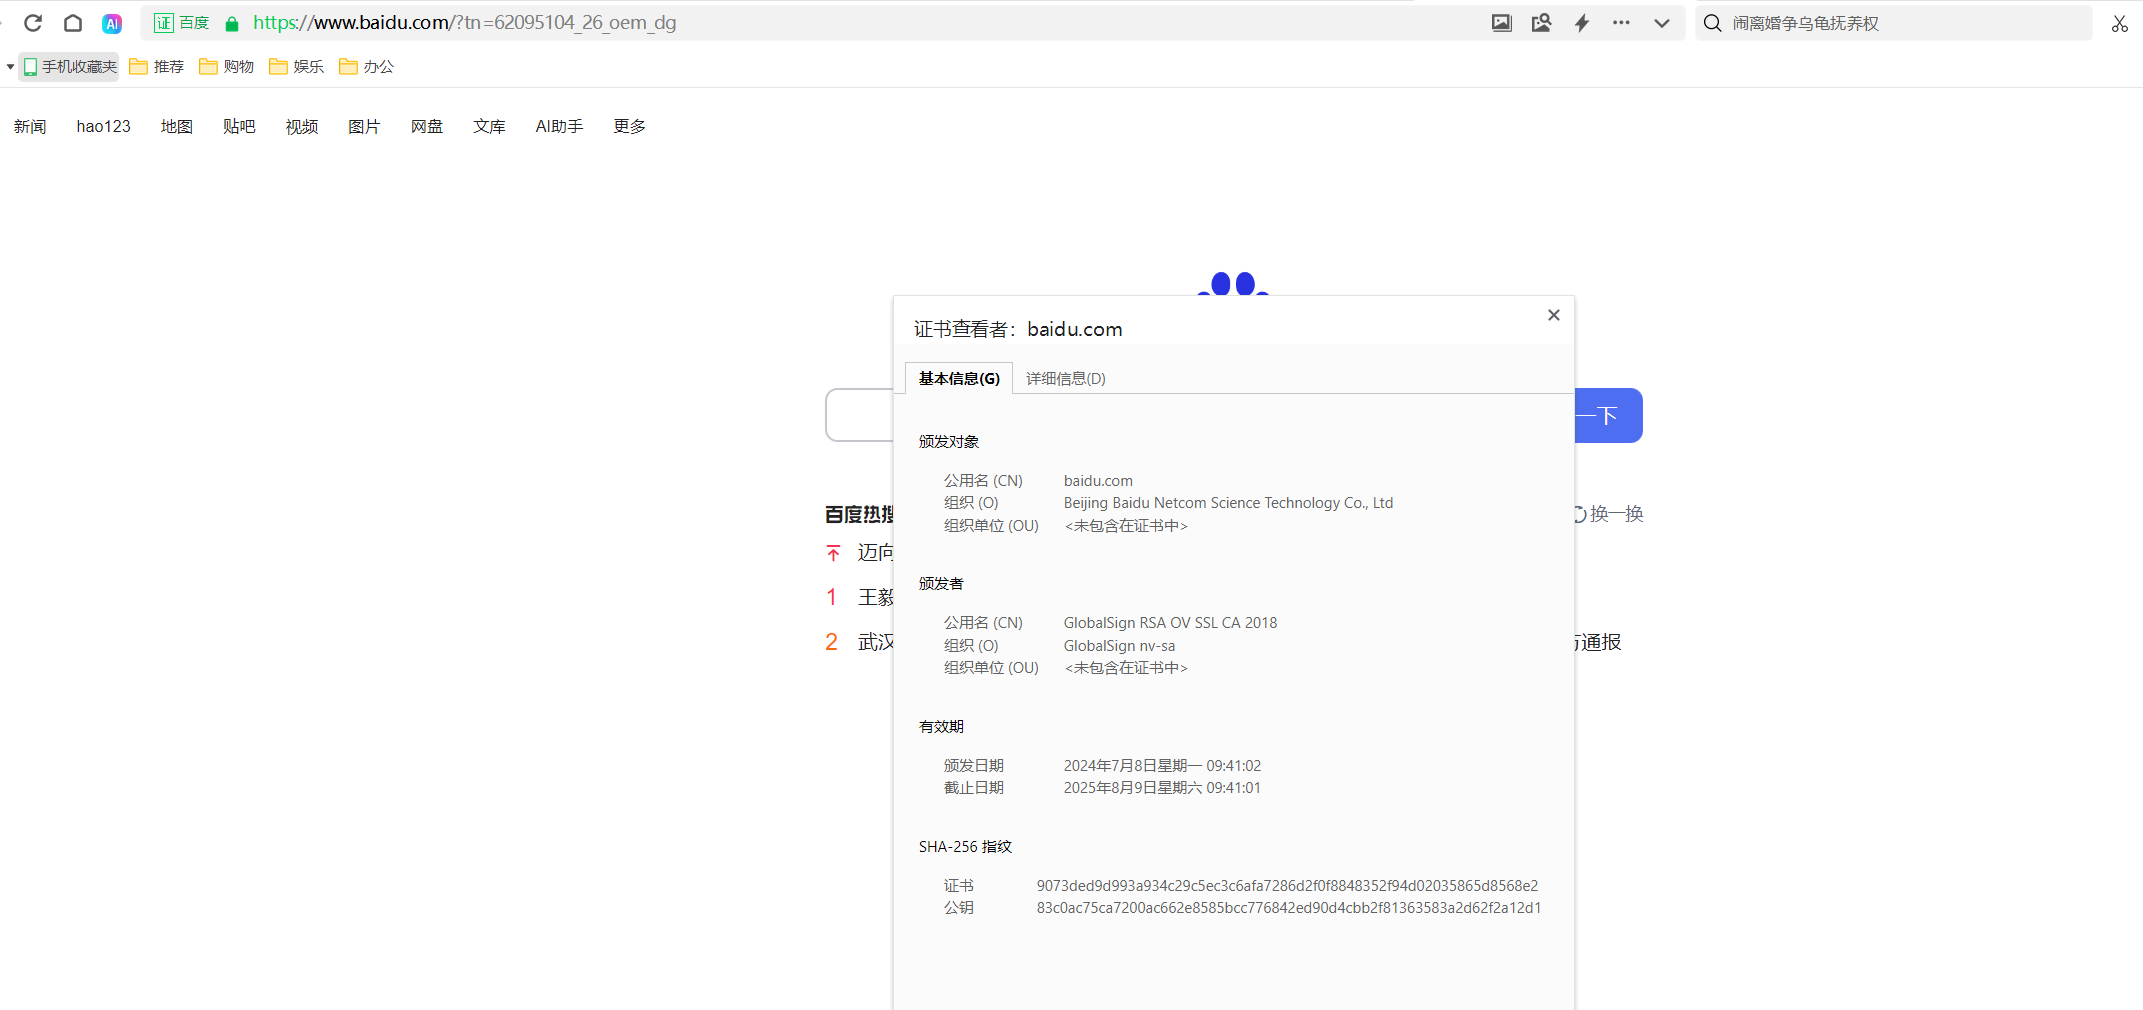 AI 证 百度 https://www.baidu.com/?tn=62095104_26_oem_dg 闹离婚争乌龟抚养权
手机收藏夹 推荐 购物 娱乐 办公
新闻 hao123 地图 贴吧 视频 图片 网盘 文库 AI助手 更多
证书查看者：baidu.com
基本信息(G) 详细信息(D)
一下
颁发对象
公用名 (CN) baidu.com
组织 (O) Beijing Baidu Netcom Science Technology Co., Ltd
组织单位 (OU) <未包含在证书中>
百度热搜 换一换
迈向
1 王毅
2 武汉 通报
颁发者
公用名 (CN) GlobalSign RSA OV SSL CA 2018
组织 (O) GlobalSign nv-sa
组织单位 (OU) <未包含在证书中>
有效期
颁发日期 2024年7月8日星期一 09:41:02
截止日期 2025年8月9日星期六 09:41:01
SHA-256 指纹
证书 9073ded9d993a934c29c5ec3c6afa7286d2f0f8848352f94d02035865d8568e2
公钥 83c0ac75ca7200ac662e8585bcc776842ed90d4cbb2f81363583a2d62f2a12d1